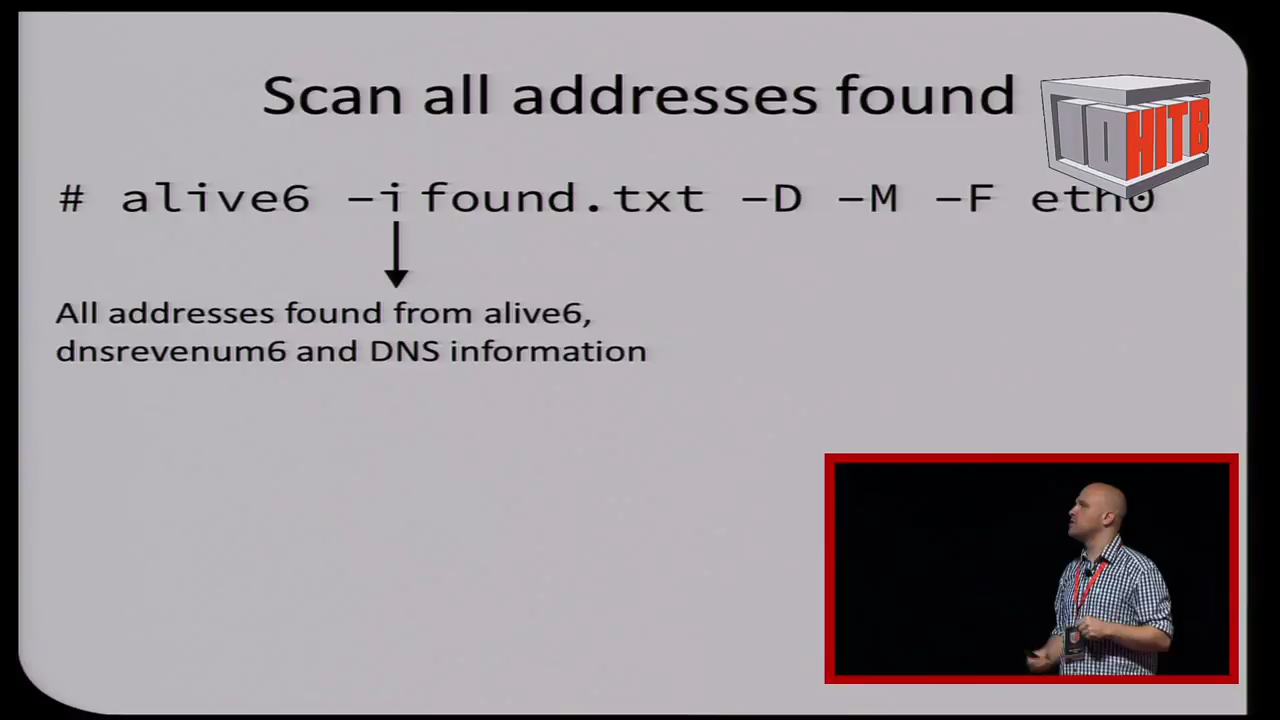 Scan all addresses found
# alive6 –i found.txt –D –M –F eth0
All addresses found from alive6,
dnsrevenum6 and DNS information
HITB